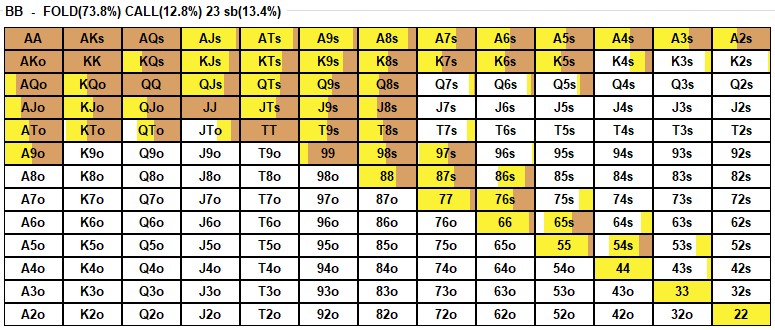 BB - FOLD(73.8%) CALL(12.8%) 23 sb(13.4%)
AA AKs AQs AJs ATs A9s A8s A7s A6s A5s A4s A3s A2s
AKo KK KQs KJs KTs K9s K8s K7s K6s K5s K4s K3s K2s
AQo KQo QQ QJs QTs Q9s Q8s Q7s Q6s Q5s Q4s Q3s Q2s
AJo KJo QJo JJ JTs J9s J8s J7s J6s J5s J4s J3s J2s
ATo KTo QTo JTo TT T9s T8s T7s T6s T5s T4s T3s T2s
A9o K9o Q9o J9o T9o 99 98s 97s 96s 95s 94s 93s 92s
A8o K8o Q8o J8o T8o 98o 88 87s 86s 85s 84s 83s 82s
A7o K7o Q7o J7o T7o 97o 87o 77 76s 75s 74s 73s 72s
A6o K6o Q6o J6o T6o 96o 86o 76o 66 65s 64s 63s 62s
A5o K5o Q5o J5o T5o 95o 85o 75o 65o 55 54s 53s 52s
A4o K4o Q4o J4o T4o 94o 84o 74o 64o 54o 44 43s 42s
A3o K3o Q3o J3o T3o 93o 83o 73o 63o 53o 43o 33 32s
A2o K2o Q2o J2o T2o 92o 82o 72o 62o 52o 42o 32o 22